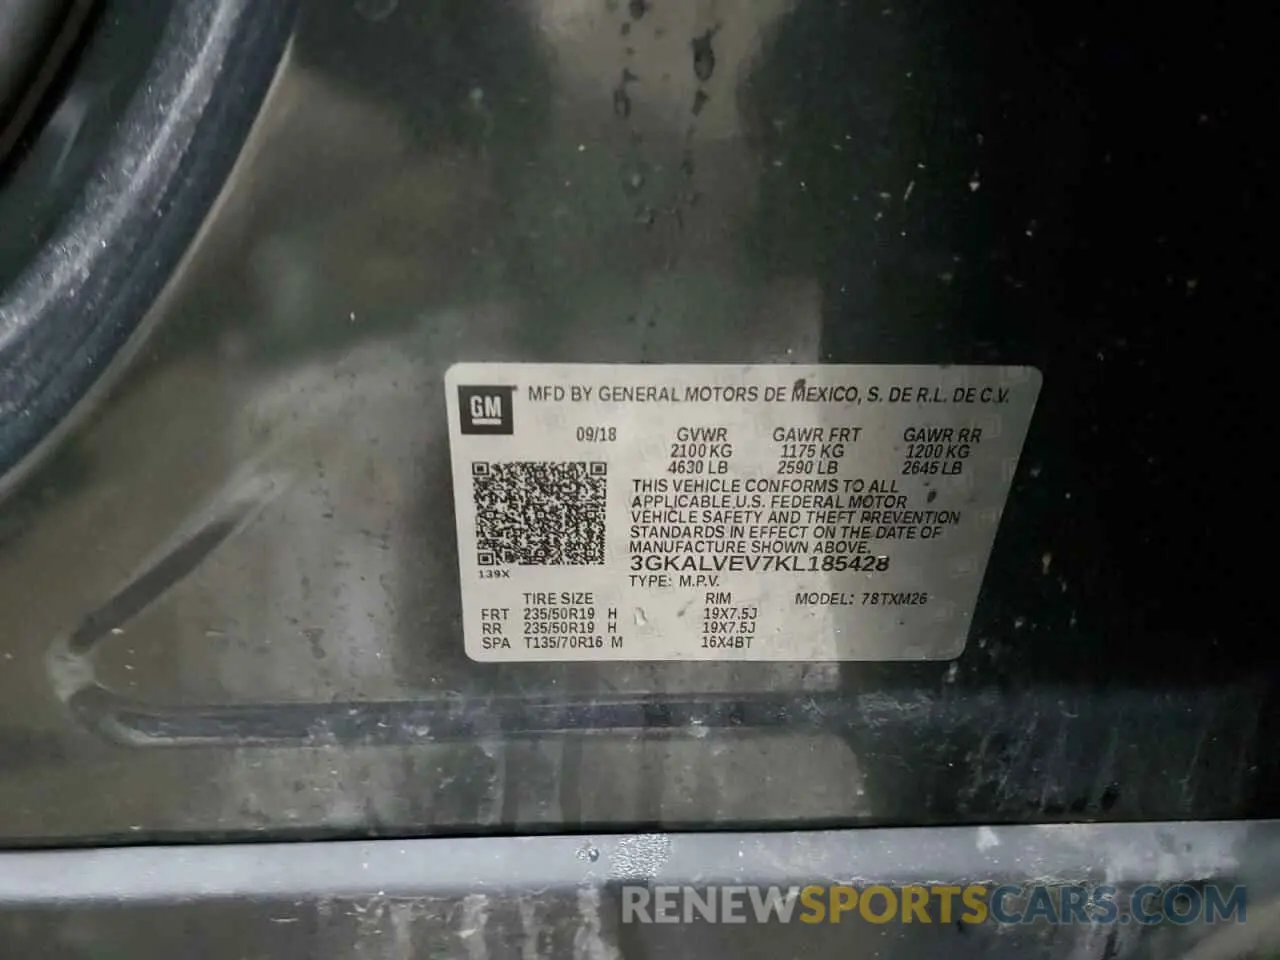 GM
MFD BY GENERAL MOTORS DE MEXICO, S. DE R.L. DE C.V.
09/18 GVWR GAWR FRT GAWR RR
2100 KG 1175 KG 1200 KG
4630 LB 2590 LB 2645 LB
THIS VEHICLE CONFORMS TO ALL
APPLICABLE U.S. FEDERAL MOTOR
VEHICLE SAFETY AND THEFT PREVENTION
STANDARDS IN EFFECT ON THE DATE OF
MANUFACTURE SHOWN ABOVE.
3GKALVEV7KL185428
139X
TYPE: M.P.V.
TIRE SIZE RIM MODEL: 78TXM26
FRT 235/50R19 H 19X7.5J
RR 235/50R19 H 19X7.5J
SPA T135/70R16 M 16X4BT
RENEWSPORTSCARS.COM